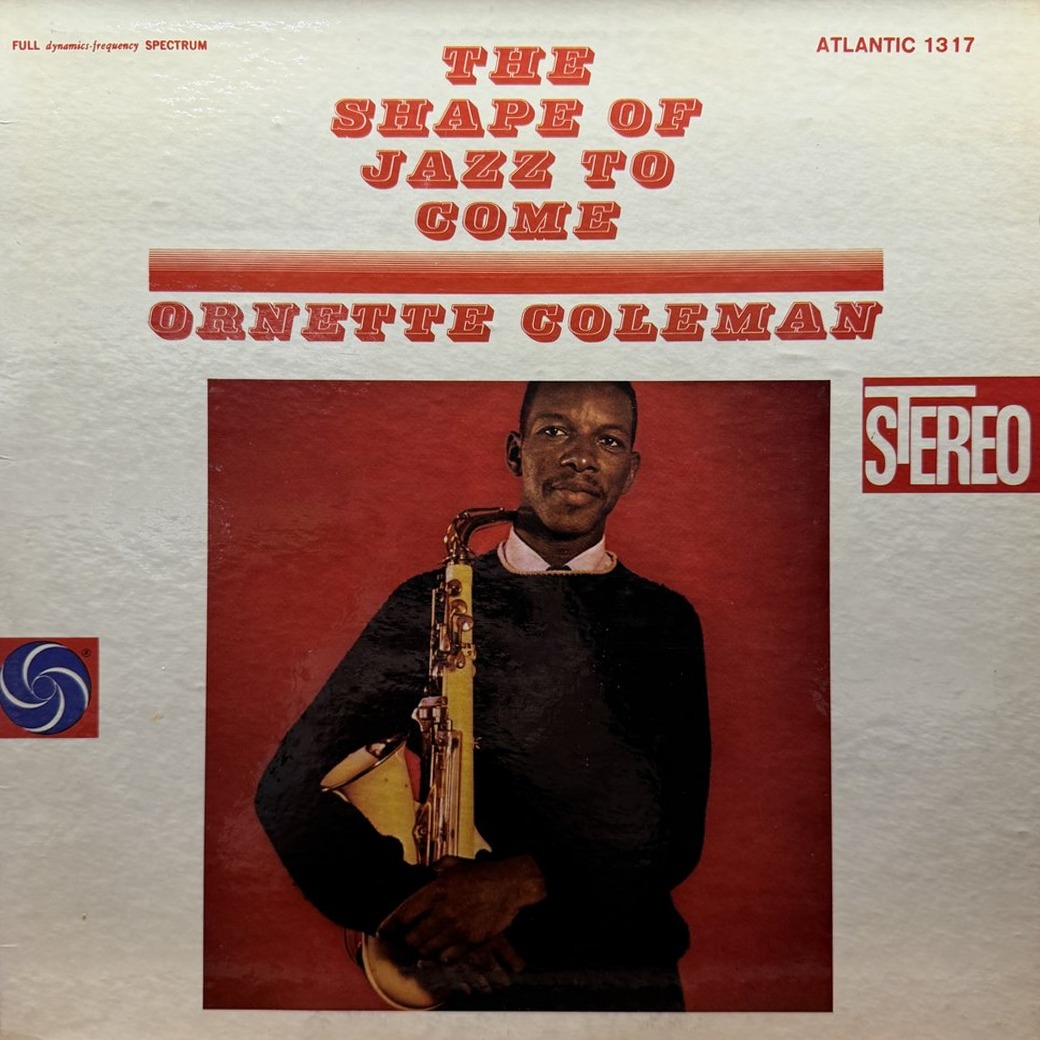 FULL dynamics-frequency SPECTRUM
ATLANTIC 1317
THE
SHAPE OF
JAZZ TO
COME
ORNETTE COLEMAN
STEREO
®